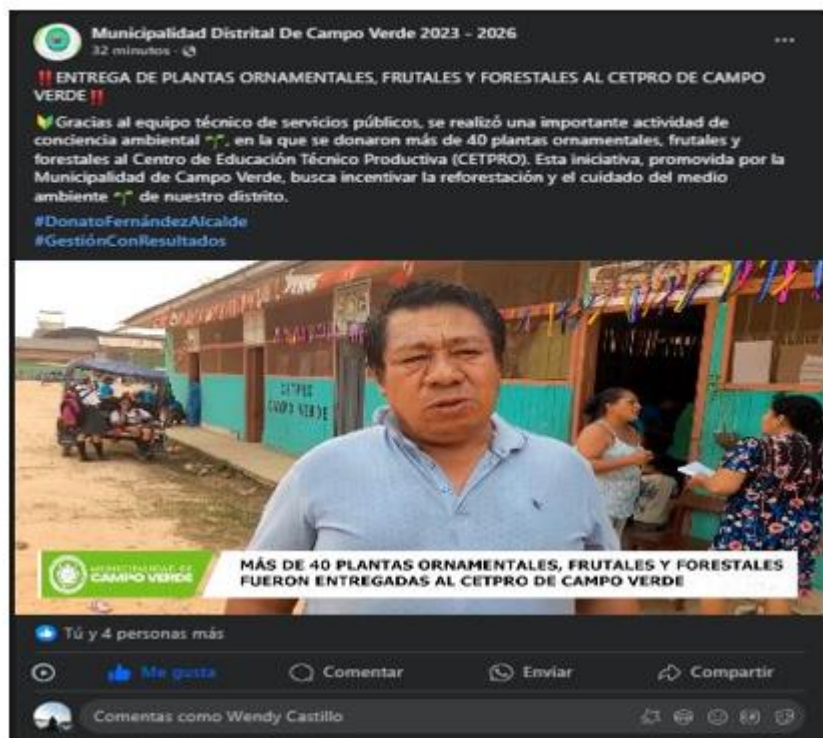 Municipalidad Distrital De Campo Verde 2023 - 2026
32 minutos ·
‼ENTREGA DE PLANTAS ORNAMENTALES, FRUTALES Y FORESTALES AL CETPRO DE CAMPO
VERDE‼
🔰Gracias al equipo técnico de servicios públicos, se realizó una importante actividad de
conciencia ambiental 🌱, en la que se donaron más de 40 plantas ornamentales, frutales y
forestales al Centro de Educación Técnico Productiva (CETPRO). Esta iniciativa, promovida por la
Municipalidad de Campo Verde, busca incentivar la reforestación y el cuidado del medio
ambiente 🌱 de nuestro distrito.
#DonatoFernándezAlcalde
#GestiónConResultados
CETPRO
CAMPO VERDE
MUNICIPALIDAD DE
CAMPO VERDE
MÁS DE 40 PLANTAS ORNAMENTALES, FRUTALES Y FORESTALES
FUERON ENTREGADAS AL CETPRO DE CAMPO VERDE
Tú y 4 personas más
Me gusta Comentar Enviar Compartir
Comentas como Wendy Castillo